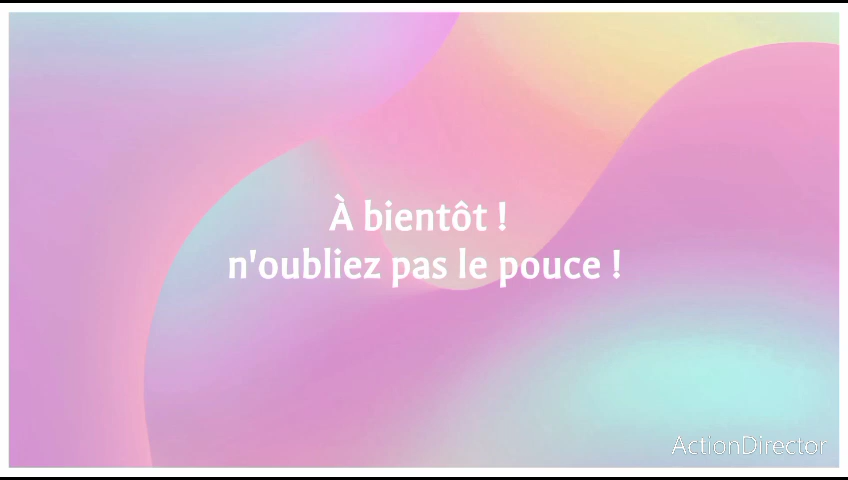 À bientôt !
n'oubliez pas le pouce !
ActionDirector